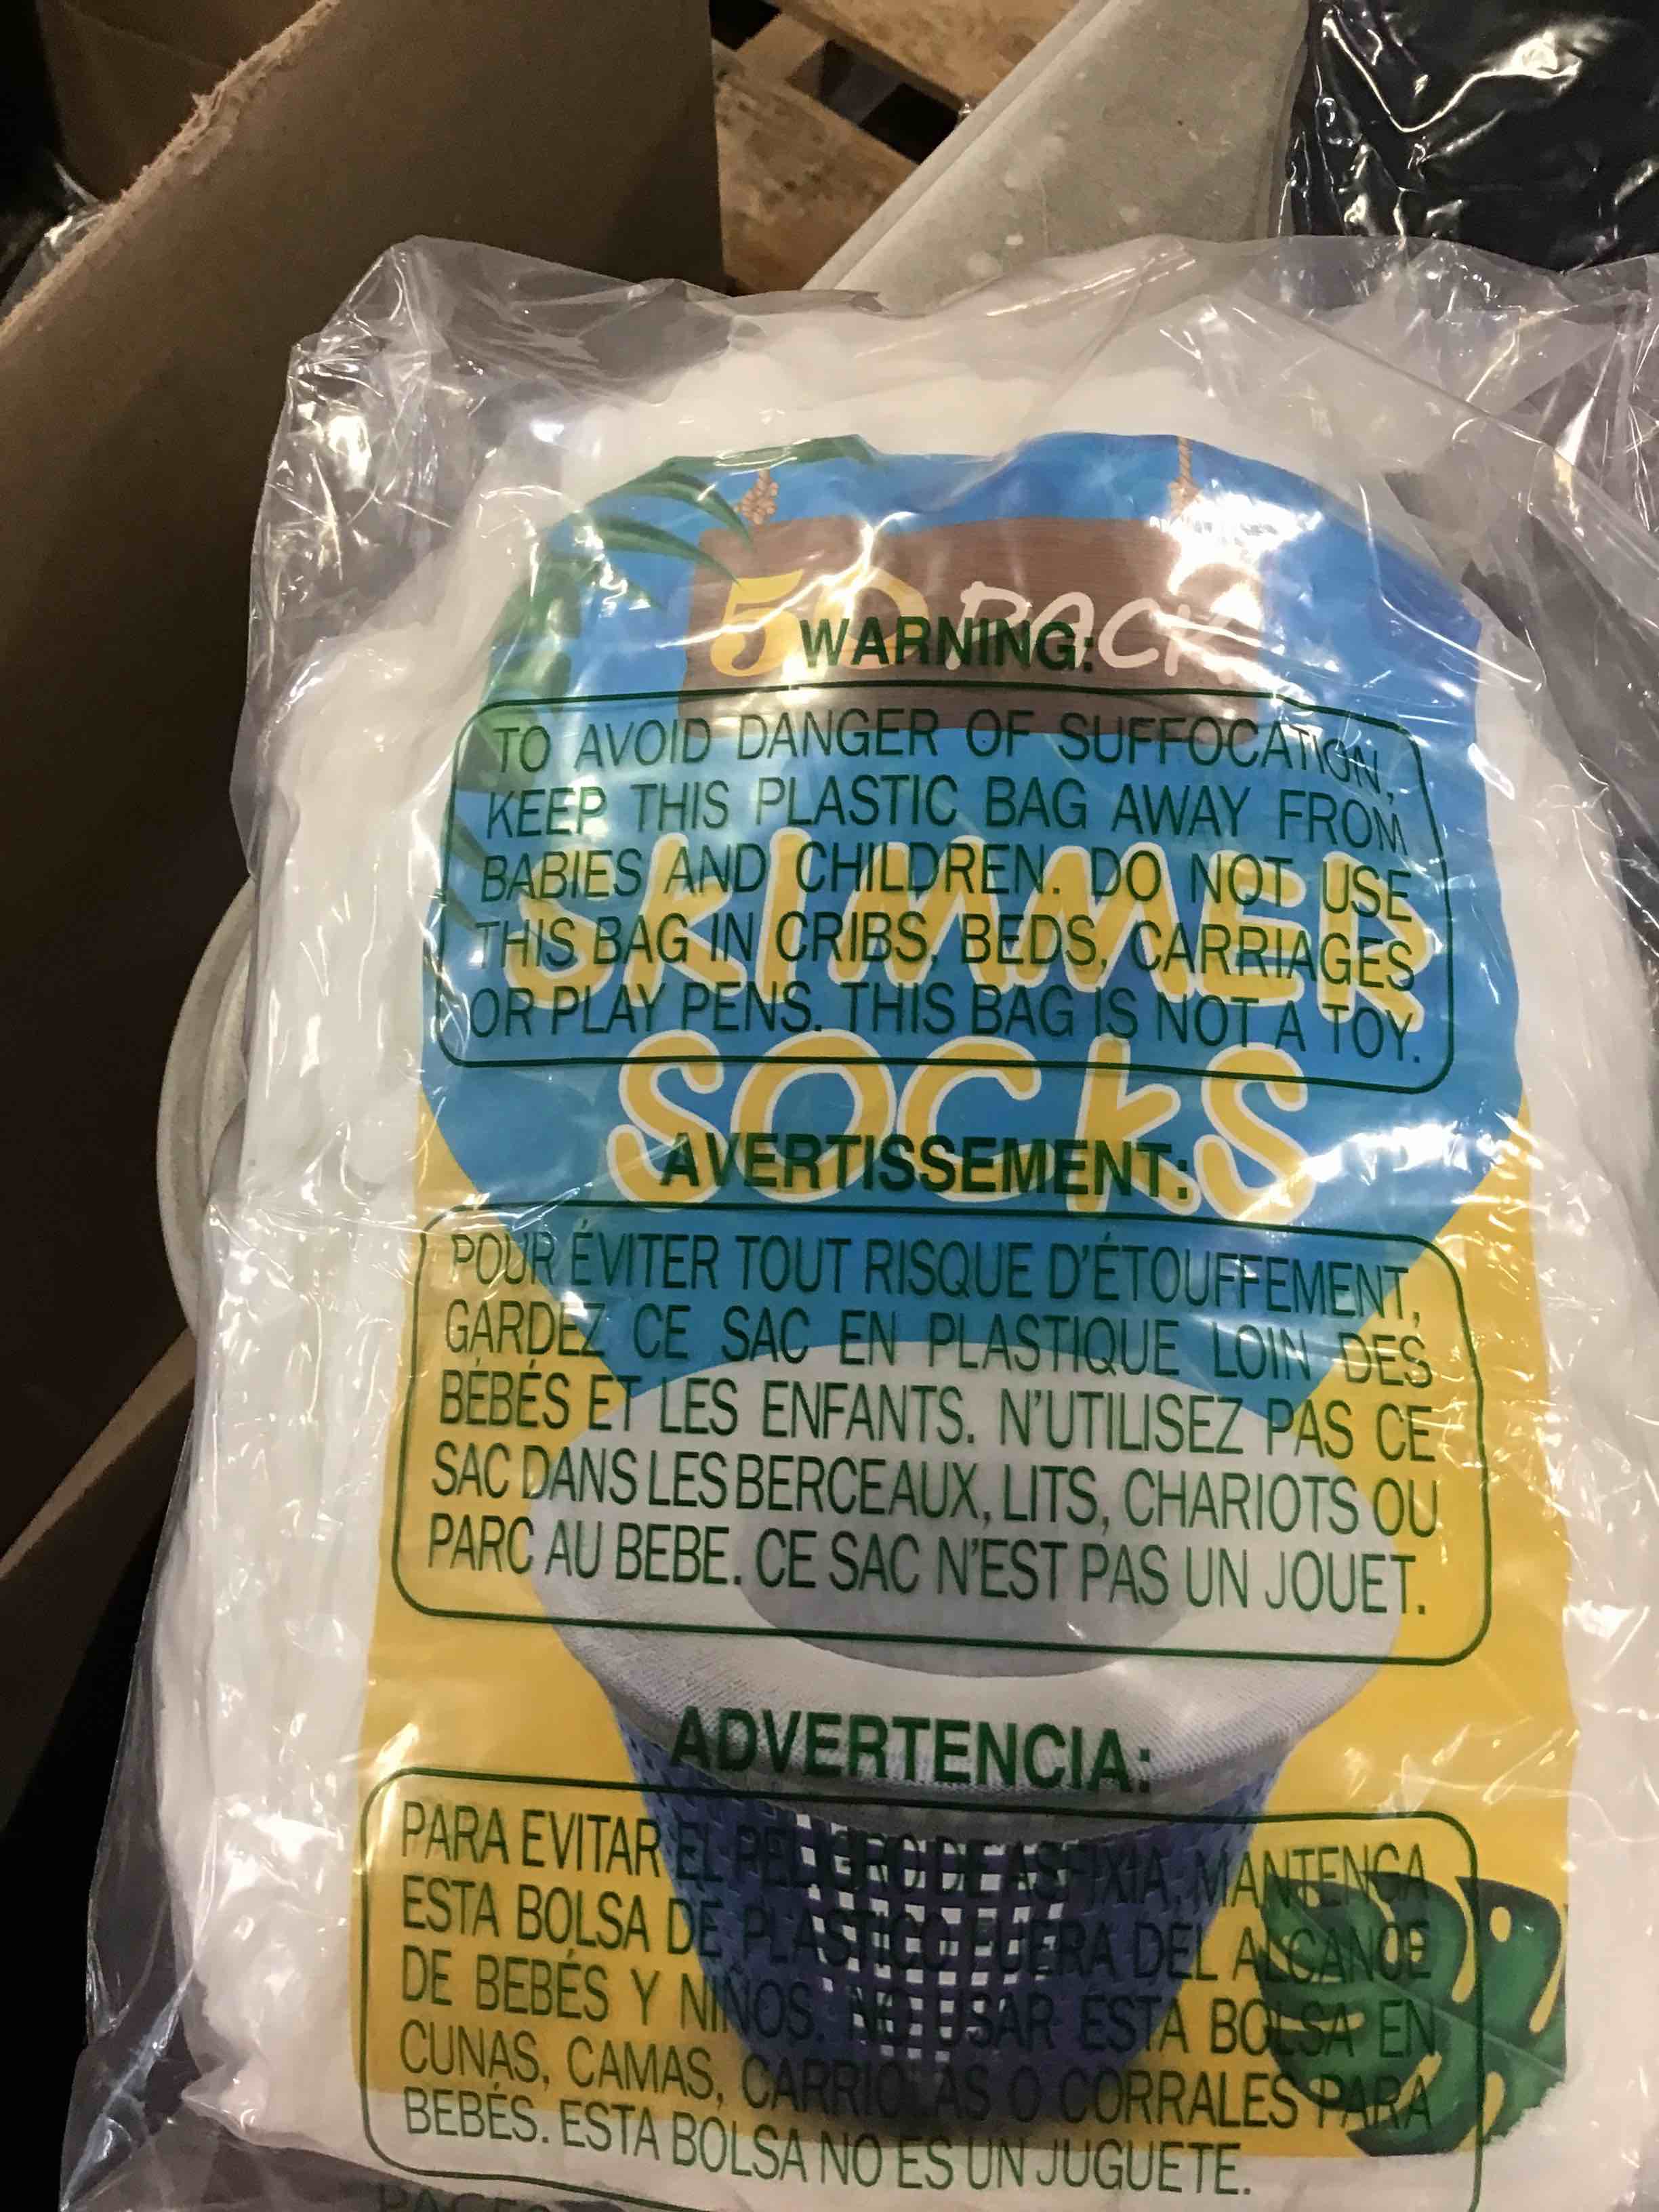 50 PACK
WARNING:
TO AVOID DANGER OF SUFFOCATION,
KEEP THIS PLASTIC BAG AWAY FROM
BABIES AND CHILDREN. DO NOT USE
THIS BAG IN CRIBS, BEDS, CARRIAGES
OR PLAY PENS. THIS BAG IS NOT A TOY.
SKIMMER
SOCKS
AVERTISSEMENT:
POUR ÉVITER TOUT RISQUE D'ÉTOUFFEMENT,
GARDEZ CE SAC EN PLASTIQUE LOIN DES
BÉBÉS ET LES ENFANTS. N'UTILISEZ PAS CE
SAC DANS LES BERCEAUX, LITS, CHARIOTS OU
PARC AU BEBE. CE SAC N'EST PAS UN JOUET.
ADVERTENCIA:
PARA EVITAR EL PELIGRO DE ASFIXIA, MANTENGA
ESTA BOLSA DE PLASTICO FUERA DEL ALCANCE
DE BEBÉS Y NIÑOS. NO USAR ESTA BOLSA EN
CUNAS, CAMAS, CARRIOLAS O CORRALES PARA
BEBÉS. ESTA BOLSA NO ES UN JUGUETE.